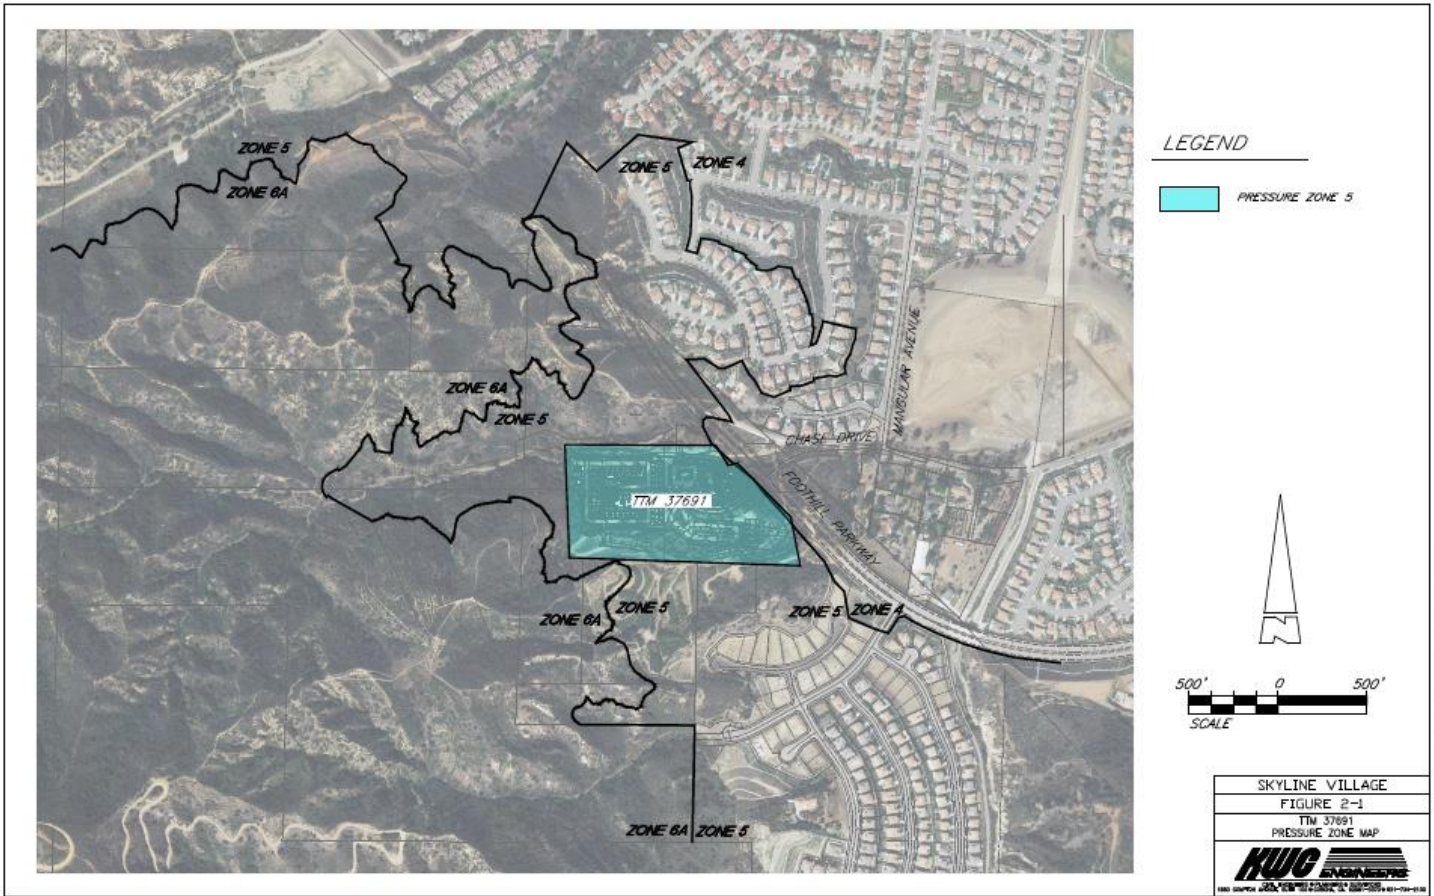 ZONE 5
ZONE 6A
ZONE 5
ZONE 4
ZONE 6A
ZONE 5
MANGULAR AVENUE
CHASE DRIVE
FOOTHILL PARKWAY
TTM 37691
ZONE 6A
ZONE 5
ZONE 5
ZONE 4
ZONE 6A
ZONE 5
LEGEND
PRESSURE ZONE 5
N
500' 0 500'
SCALE
SKYLINE VILLAGE
FIGURE 2-1
TTM 37691
PRESSURE ZONE MAP
KWC ENGINEERS